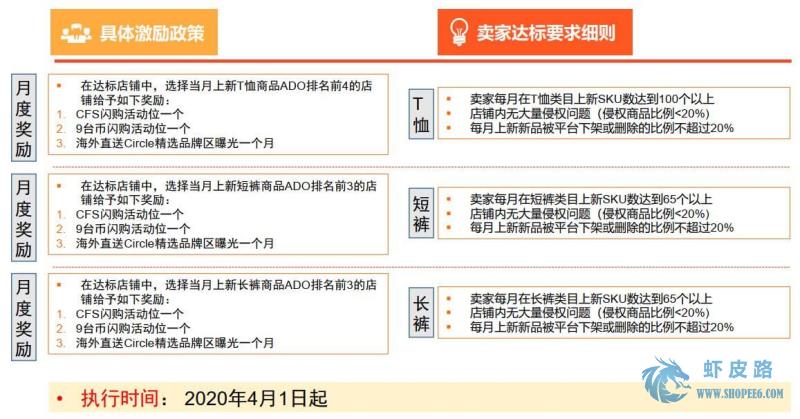 具体激励政策
卖家达标要求细则
月度奖励
▪ 在达标店铺中，选择当月上新T恤商品ADO排名前4的店
铺给予如下奖励：
1. CFS闪购活动位一个
2. 9台币闪购活动位一个
3. 海外直送Circle精选品牌区曝光一个月
T恤
▪ 卖家每月在T恤类目上新SKU数达到100个以上
▪ 店铺内无大量侵权问题（侵权商品比例<20%）
▪ 每月上新新品被平台下架或删除的比例不超过20%
月度奖励
▪ 在达标店铺中，选择当月上新短裤商品ADO排名前3的店
铺给予如下奖励：
1. CFS闪购活动位一个
2. 9台币闪购活动位一个
3. 海外直送Circle精选品牌区曝光一个月
短裤
▪ 卖家每月在短裤类目上新SKU数达到65个以上
▪ 店铺内无大量侵权问题（侵权商品比例<20%）
▪ 每月上新新品被平台下架或删除的比例不超过20%
月度奖励
▪ 在达标店铺中，选择当月上新长裤商品ADO排名前3的店
铺给予如下奖励：
1. CFS闪购活动位一个
2. 9台币闪购活动位一个
3. 海外直送Circle精选品牌区曝光一个月
长裤
▪ 卖家每月在长裤类目上新SKU数达到65个以上
▪ 店铺内无大量侵权问题（侵权商品比例<20%）
▪ 每月上新新品被平台下架或删除的比例不超过20%
• 执行时间： 2020年4月1日起
虾皮路
WWW.SHOPEE6.COM